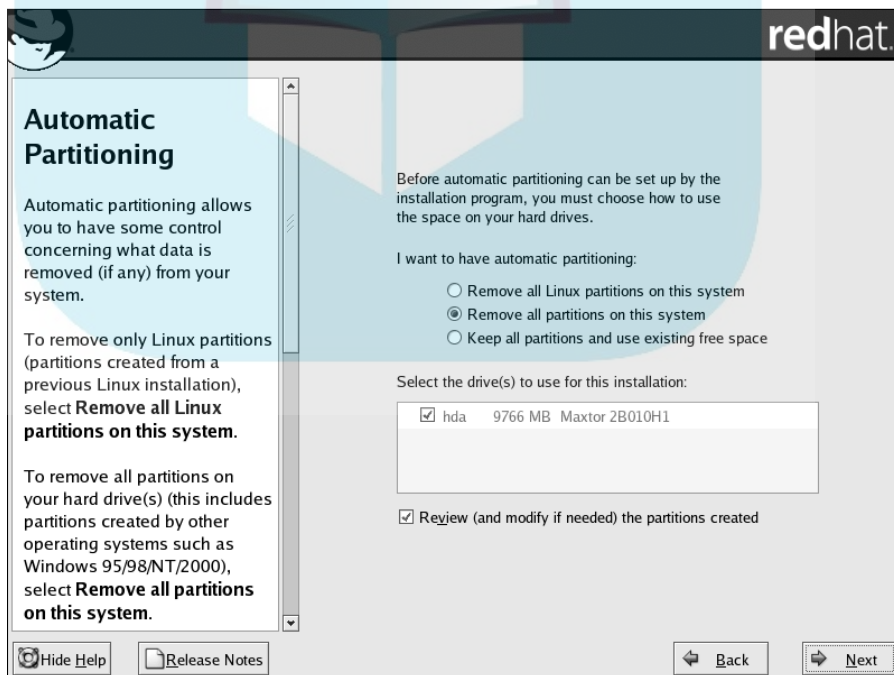 redhat.
Automatic
Partitioning
Automatic partitioning allows
you to have some control
concerning what data is
removed (if any) from your
system.
To remove only Linux partitions
(partitions created from a
previous Linux installation),
select Remove all Linux
partitions on this system.
To remove all partitions on
your hard drive(s) (this includes
partitions created by other
operating systems such as
Windows 95/98/NT/2000),
select Remove all partitions
on this system.
Before automatic partitioning can be set up by the
installation program, you must choose how to use
the space on your hard drives.
I want to have automatic partitioning:
Remove all Linux partitions on this system
Remove all partitions on this system
Keep all partitions and use existing free space
Select the drive(s) to use for this installation:
hda 9766 MB Maxtor 2B010H1
Review (and modify if needed) the partitions created
Hide Help
Release Notes
Back
Next